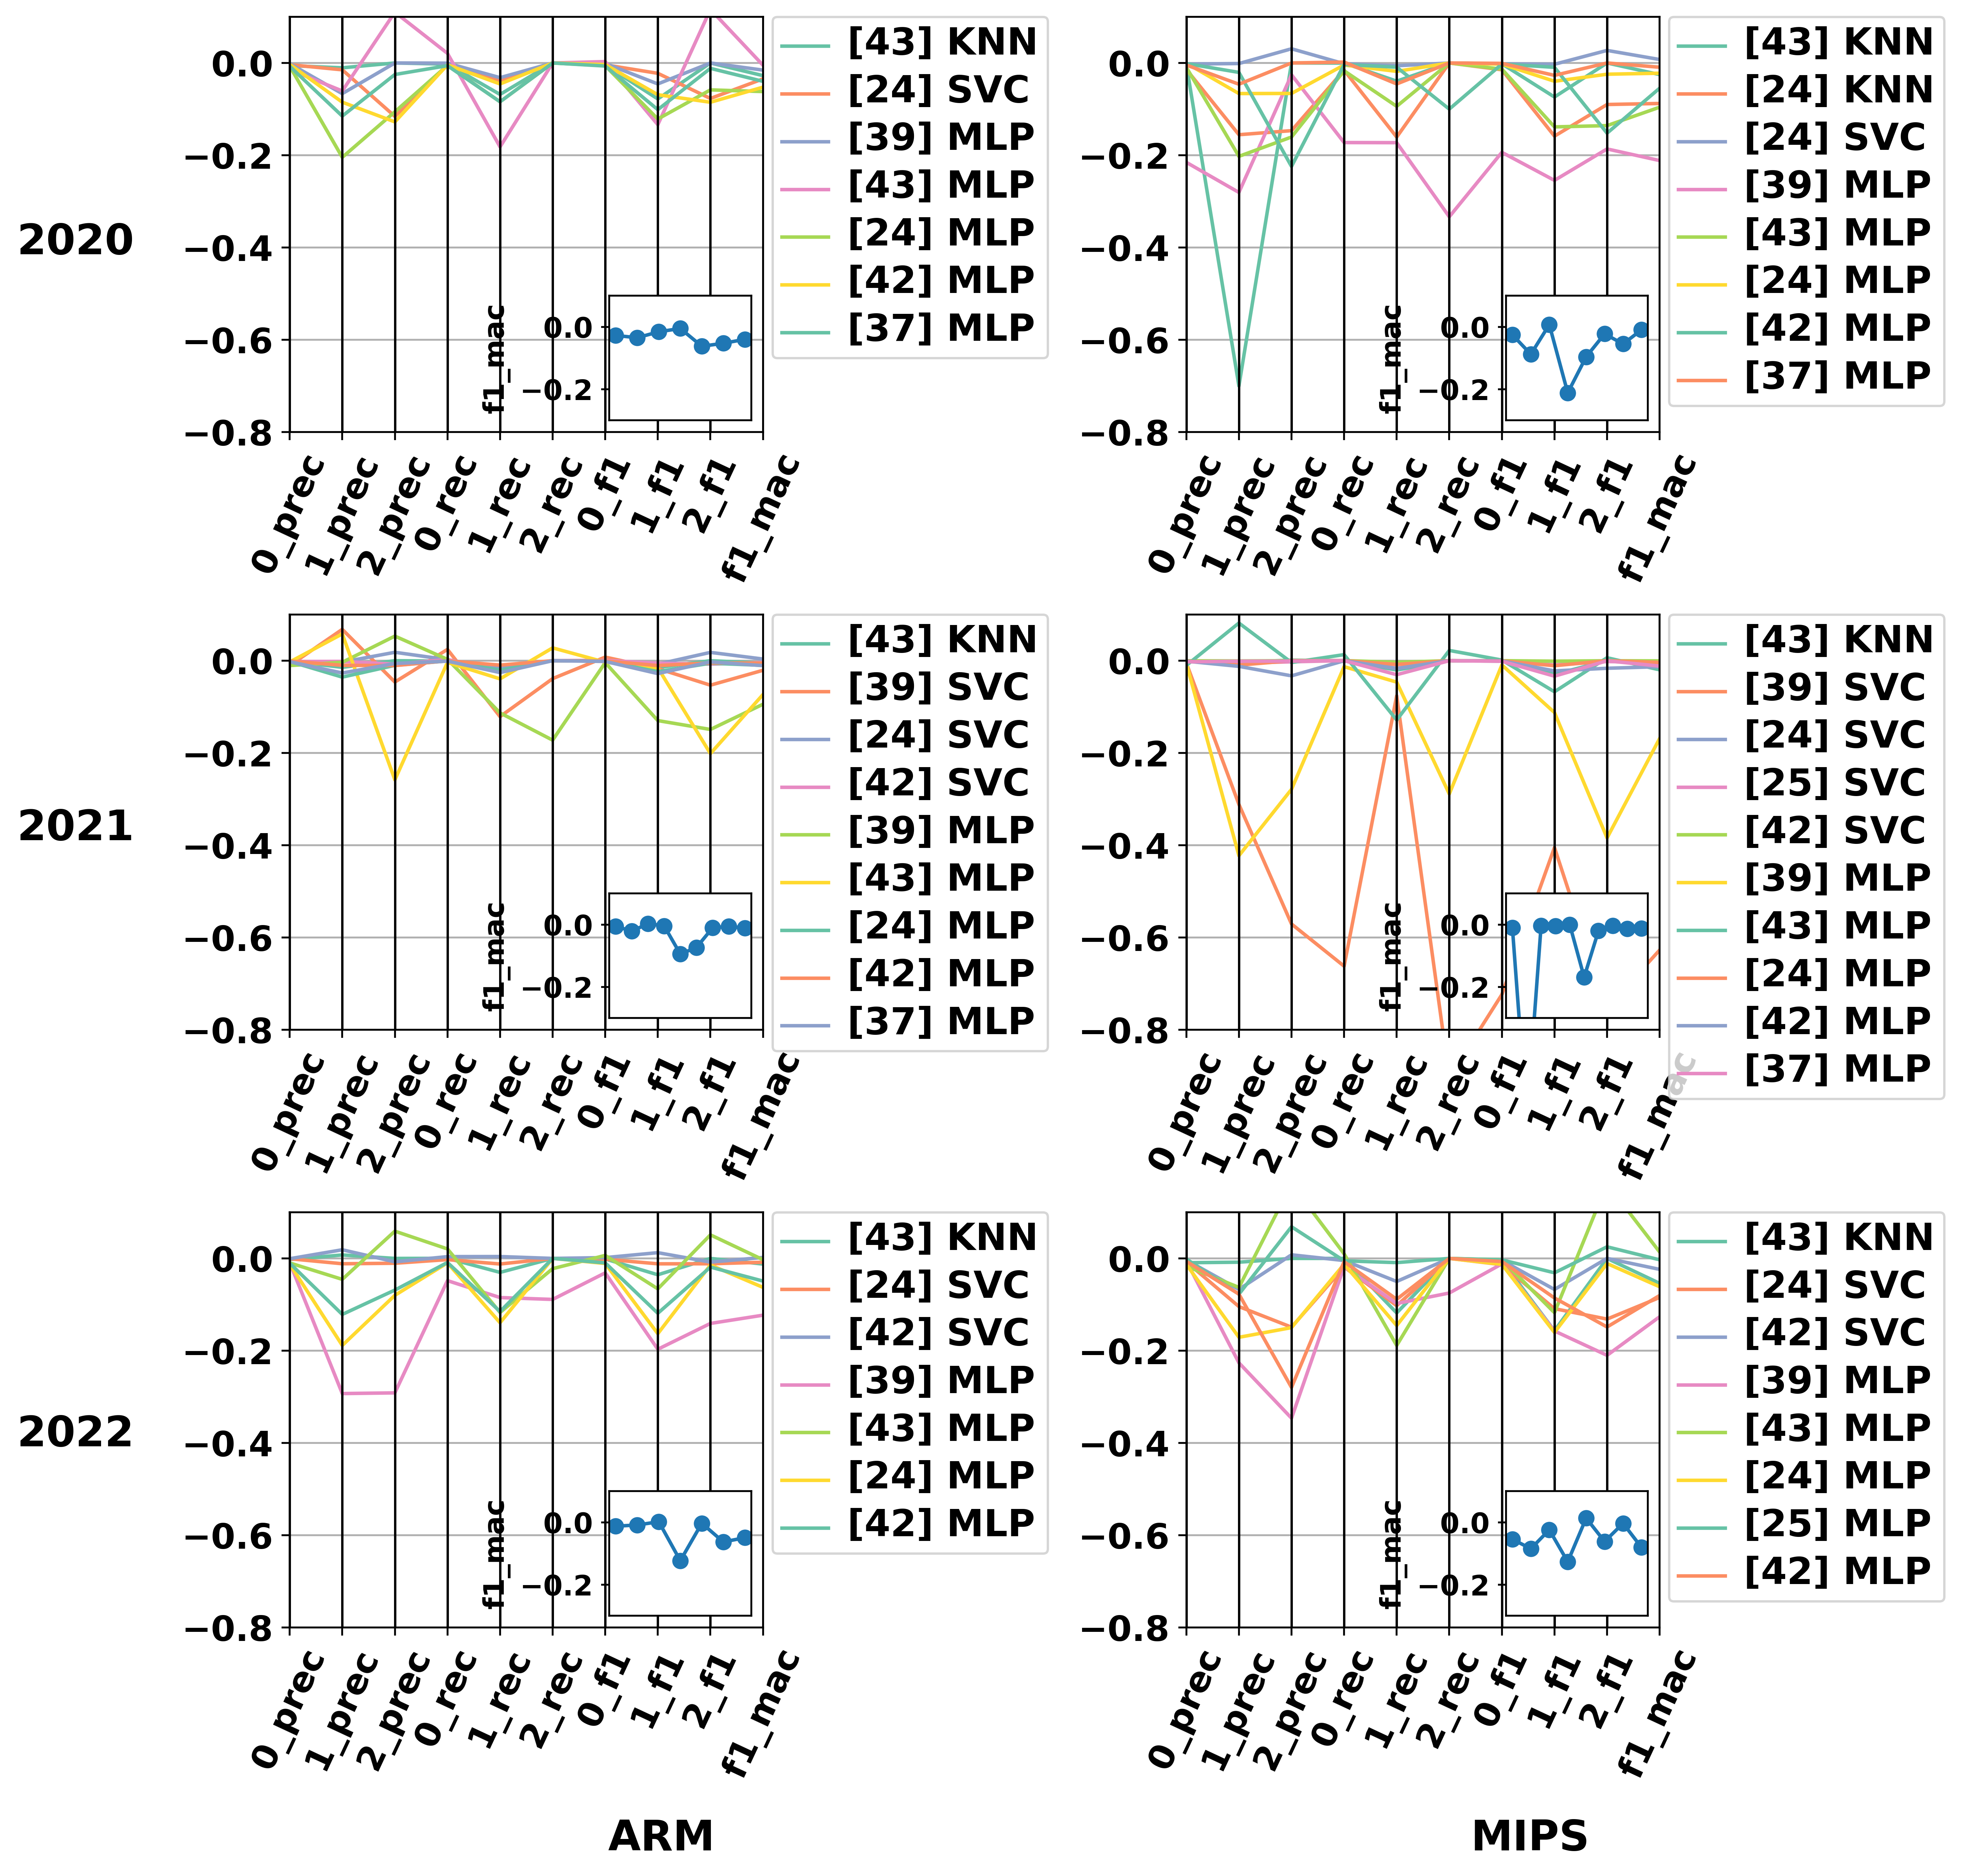 2020
0.0
−0.2
−0.4
−0.6
−0.8
0_prec
1_prec
2_prec
0_rec
1_rec
2_rec
0_f1
1_f1
2_f1
f1_mac
f1_mac
0.0
−0.2
[43] KNN
[24] SVC
[39] MLP
[43] MLP
[24] MLP
[42] MLP
[37] MLP
0.0
−0.2
−0.4
−0.6
−0.8
0_prec
1_prec
2_prec
0_rec
1_rec
2_rec
0_f1
1_f1
2_f1
f1_mac
f1_mac
0.0
−0.2
[43] KNN
[24] KNN
[24] SVC
[39] MLP
[43] MLP
[24] MLP
[42] MLP
[37] MLP
2021
0.0
−0.2
−0.4
−0.6
−0.8
0_prec
1_prec
2_prec
0_rec
1_rec
2_rec
0_f1
1_f1
2_f1
f1_mac
f1_mac
0.0
−0.2
[43] KNN
[39] SVC
[24] SVC
[42] SVC
[39] MLP
[43] MLP
[24] MLP
[42] MLP
[37] MLP
0.0
−0.2
−0.4
−0.6
−0.8
0_prec
1_prec
2_prec
0_rec
1_rec
2_rec
0_f1
1_f1
2_f1
f1_mac
f1_mac
0.0
−0.2
[43] KNN
[39] SVC
[24] SVC
[25] SVC
[42] SVC
[39] MLP
[43] MLP
[24] MLP
[42] MLP
[37] MLP
2022
0.0
−0.2
−0.4
−0.6
−0.8
0_prec
1_prec
2_prec
0_rec
1_rec
2_rec
0_f1
1_f1
2_f1
f1_mac
f1_mac
0.0
−0.2
[43] KNN
[24] SVC
[42] SVC
[39] MLP
[43] MLP
[24] MLP
[42] MLP
0.0
−0.2
−0.4
−0.6
−0.8
0_prec
1_prec
2_prec
0_rec
1_rec
2_rec
0_f1
1_f1
2_f1
f1_mac
f1_mac
0.0
−0.2
[43] KNN
[24] SVC
[42] SVC
[39] MLP
[43] MLP
[24] MLP
[25] MLP
[42] MLP
ARM
MIPS